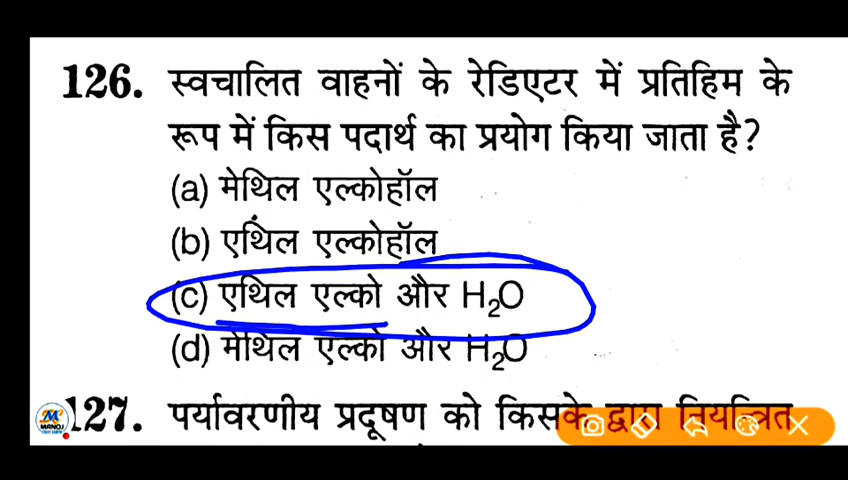 126. स्वचालित वाहनों के रेडिएटर में प्रतिहिम के
रूप में किस पदार्थ का प्रयोग किया जाता है?
(a) मेथिल एल्कोहॉल
(b) एथिल एल्कोहॉल
(c) एथिल एल्को और H₂O
(d) मेथिल एल्को और H₂O
127. पर्यावरणीय प्रदूषण को किसके द्वारा नियन्त्रित
MANOJ